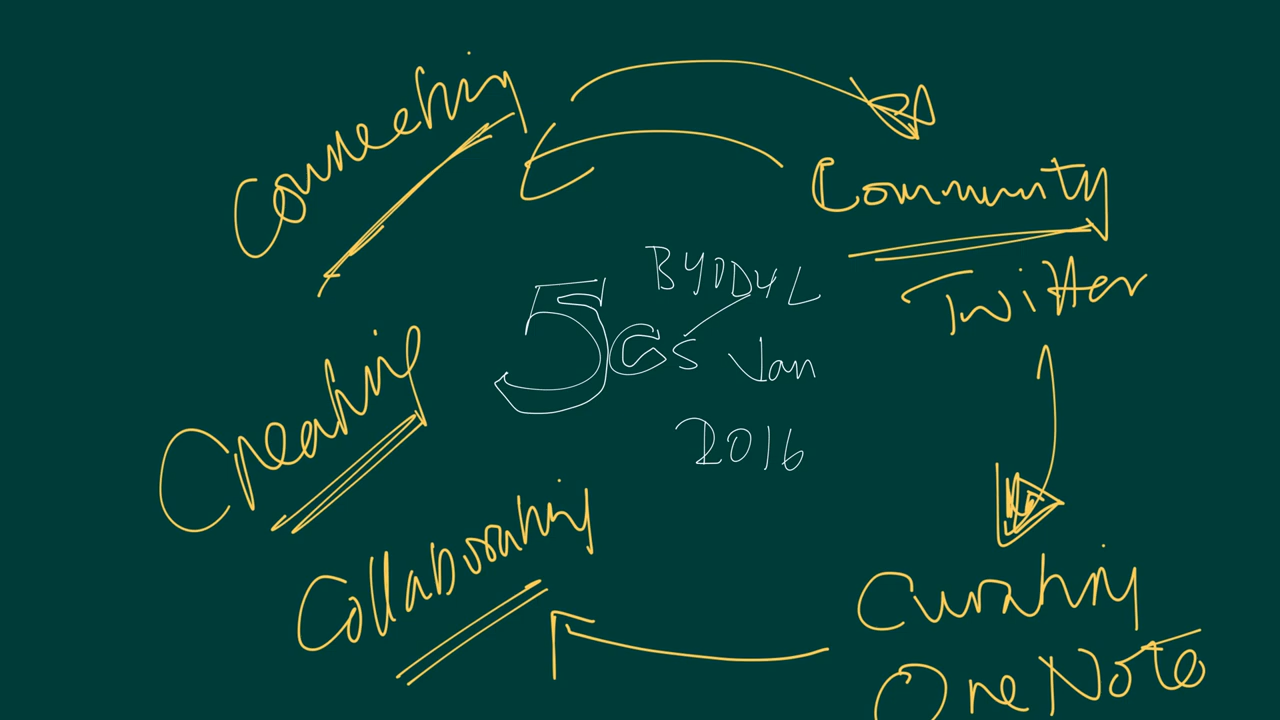 Connecting
Community
Twitter
BYODYL
5Cs Jan
2016
Creating
Collaborating
Curating
OneNote